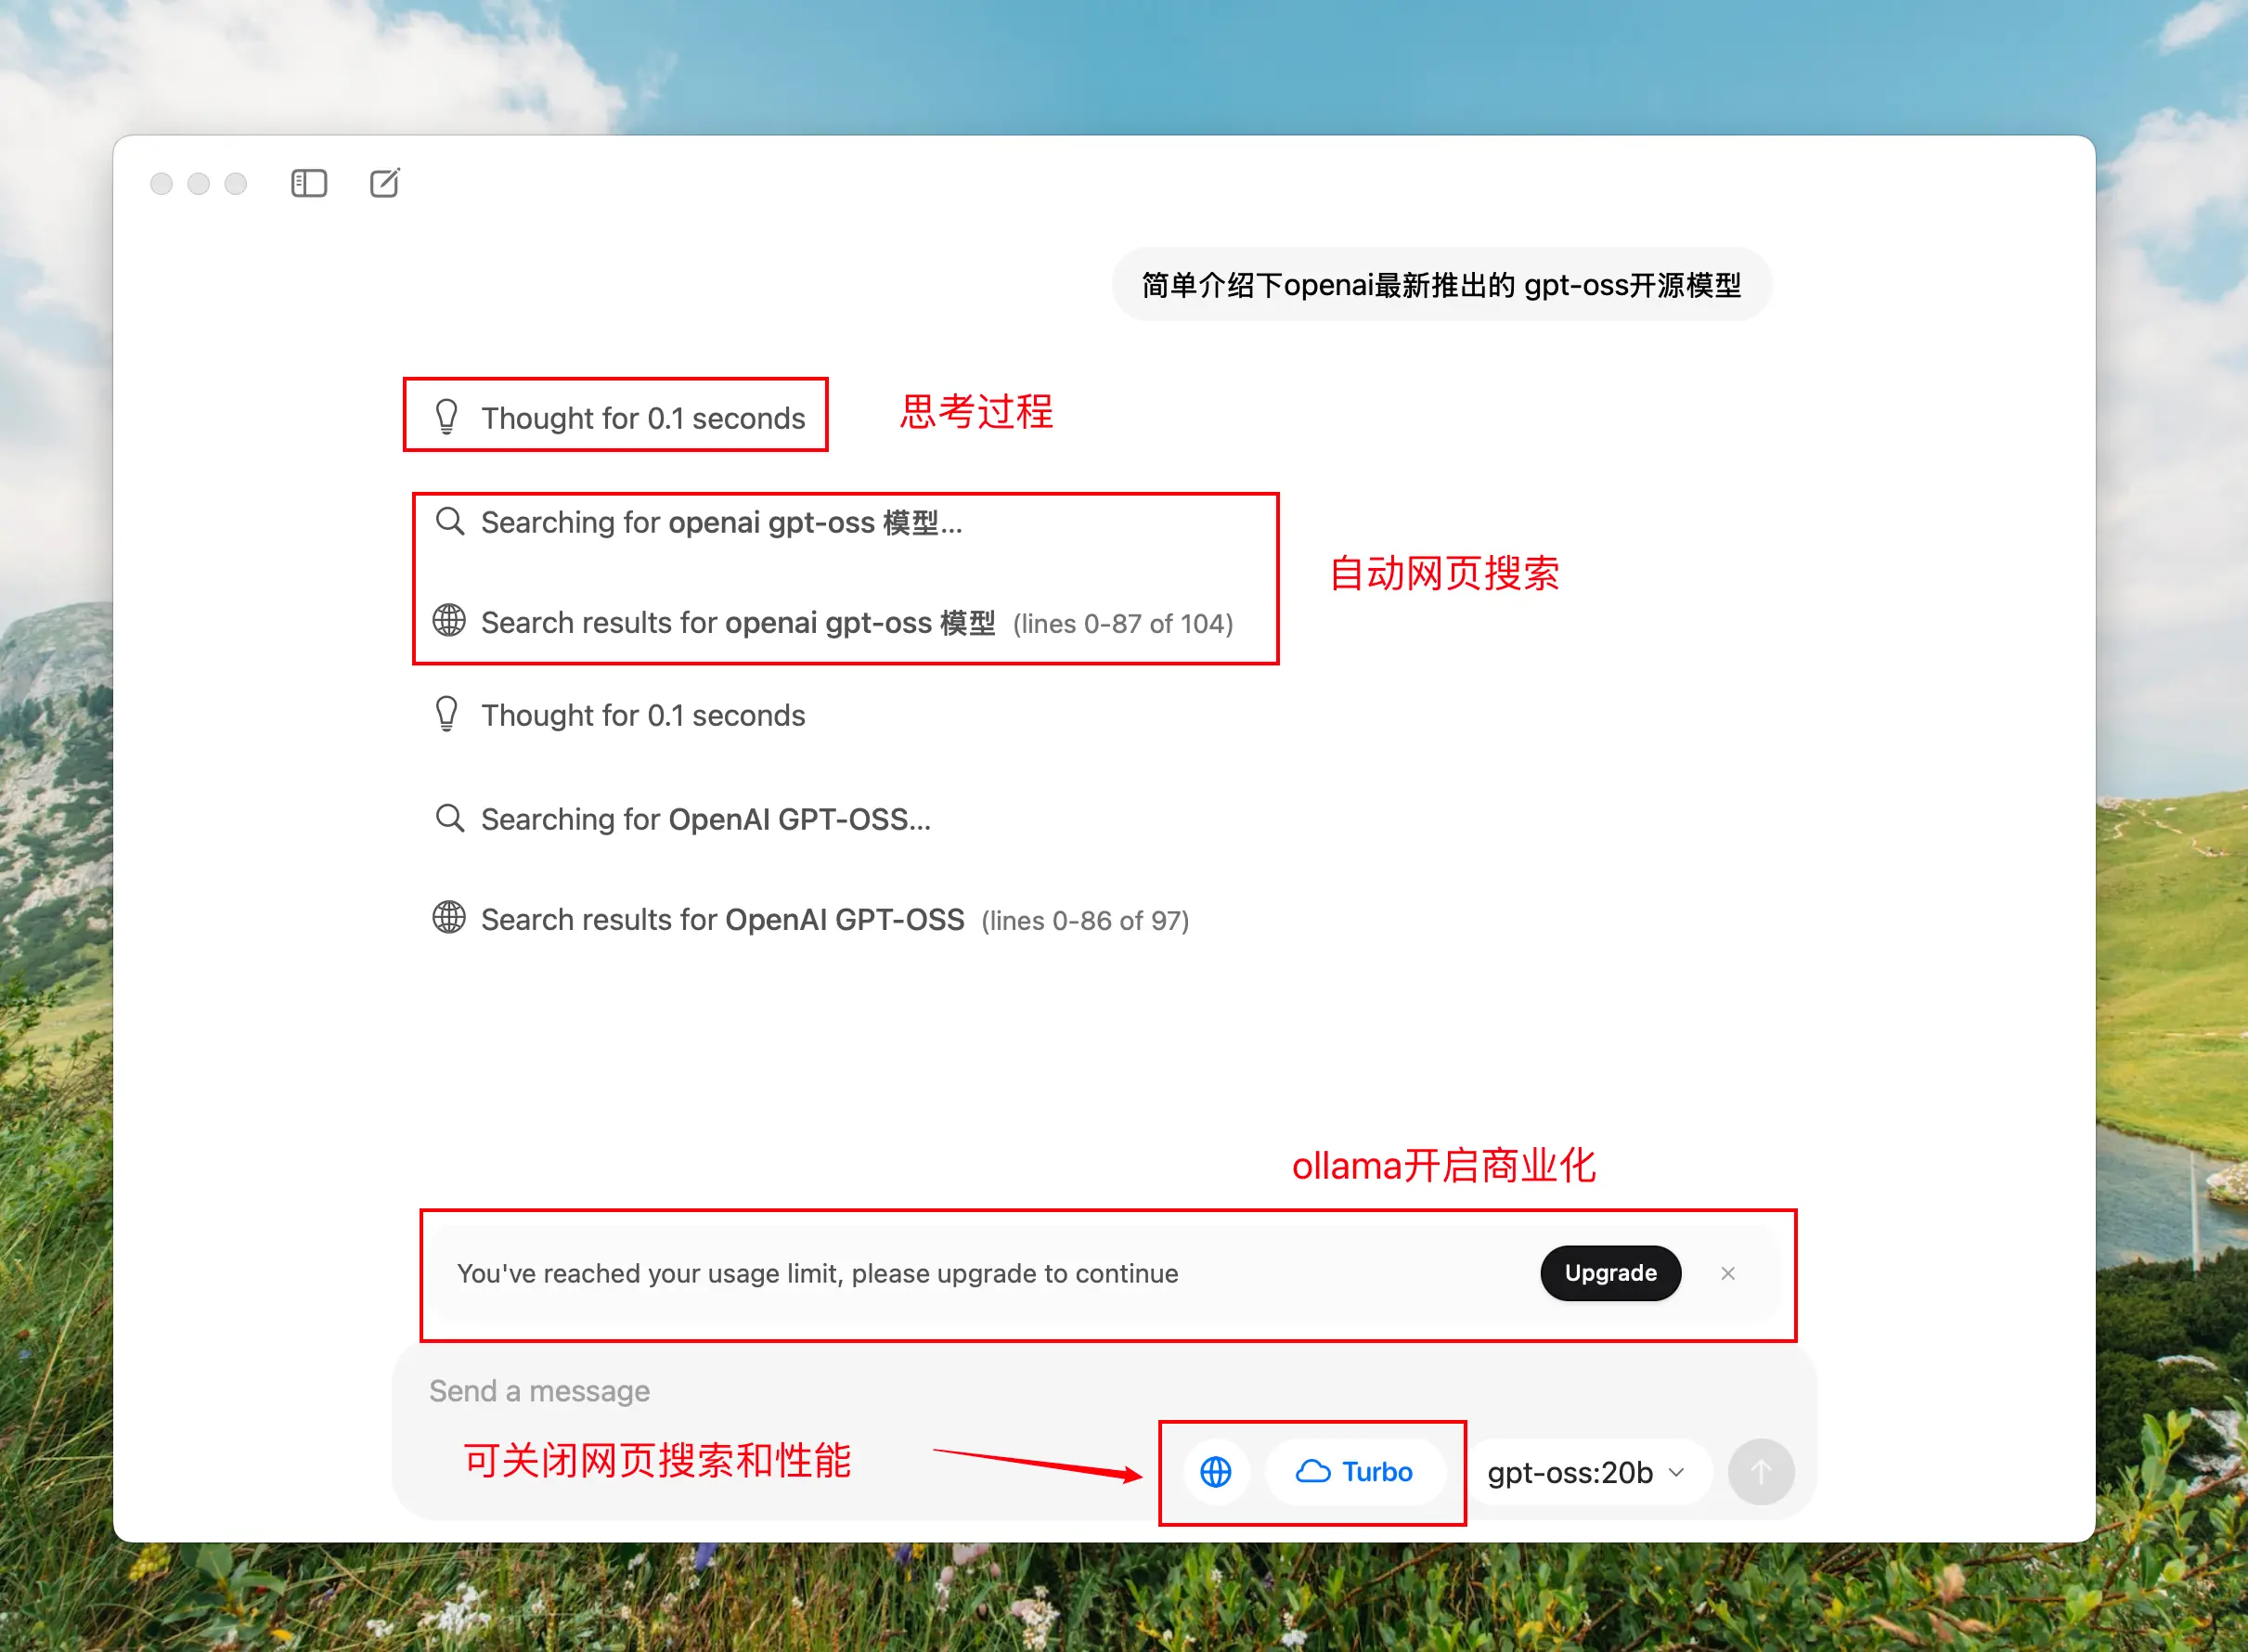 简单介绍下openai最新推出的 gpt-oss开源模型
Thought for 0.1 seconds
思考过程
Searching for openai gpt-oss 模型...
自动网页搜索
Search results for openai gpt-oss 模型 (lines 0-87 of 104)
Thought for 0.1 seconds
Searching for OpenAI GPT-OSS...
Search results for OpenAI GPT-OSS (lines 0-86 of 97)
ollama开启商业化
You've reached your usage limit, please upgrade to continue
Upgrade
Send a message
可关闭网页搜索和性能
Turbo
gpt-oss:20b